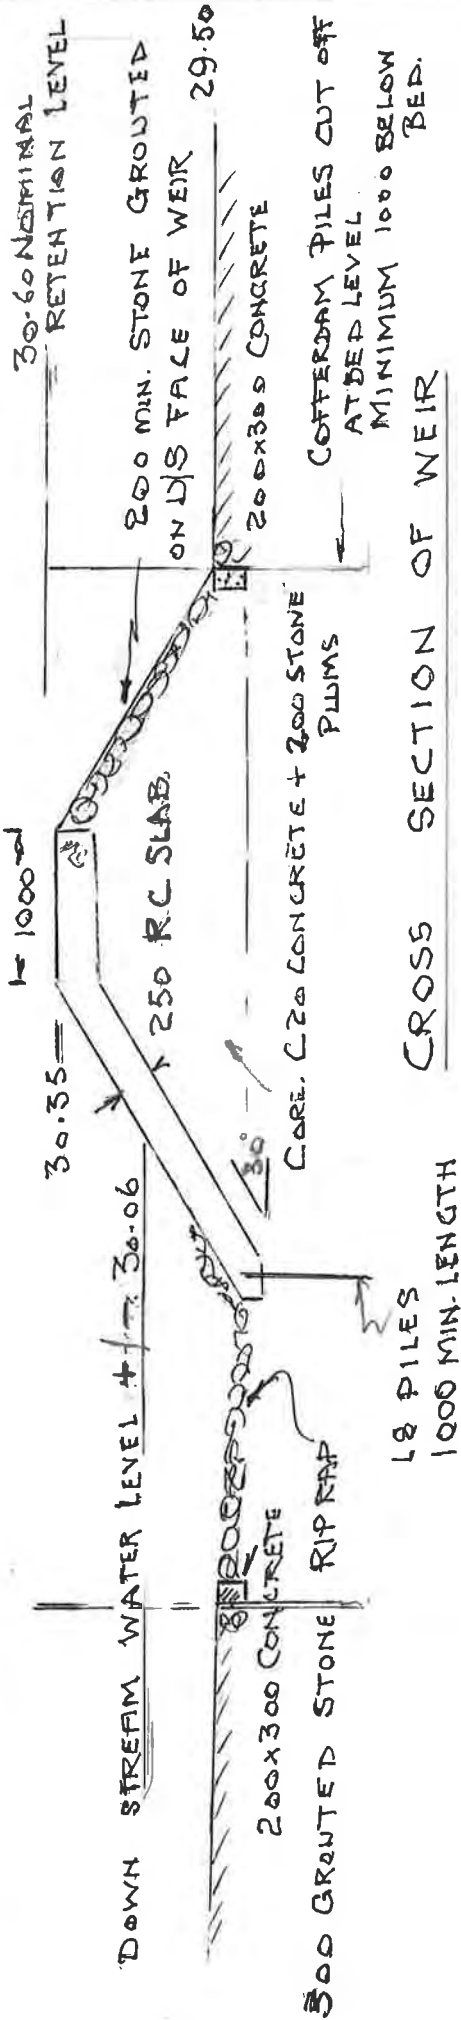 30.60 NOMINAL
RETENTION LEVEL
200 MIN. STONE GROUTED
ON U/S FACE OF WEIR
29.50
1000
30.35
250 R.C SLAB
200x300 CONCRETE
COFFERDAM PILES CUT OFF
AT BED LEVEL
MINIMUM 1000 BELOW
BED.
DOWN STREAM WATER LEVEL 30.06
30°
CORE. C20 CONCRETE + 200 STONE
PLUMS
200x300 CONCRETE
300 GROUTED STONE RIPRAP
L8 PILES
1000 MIN. LENGTH
CROSS SECTION OF WEIR